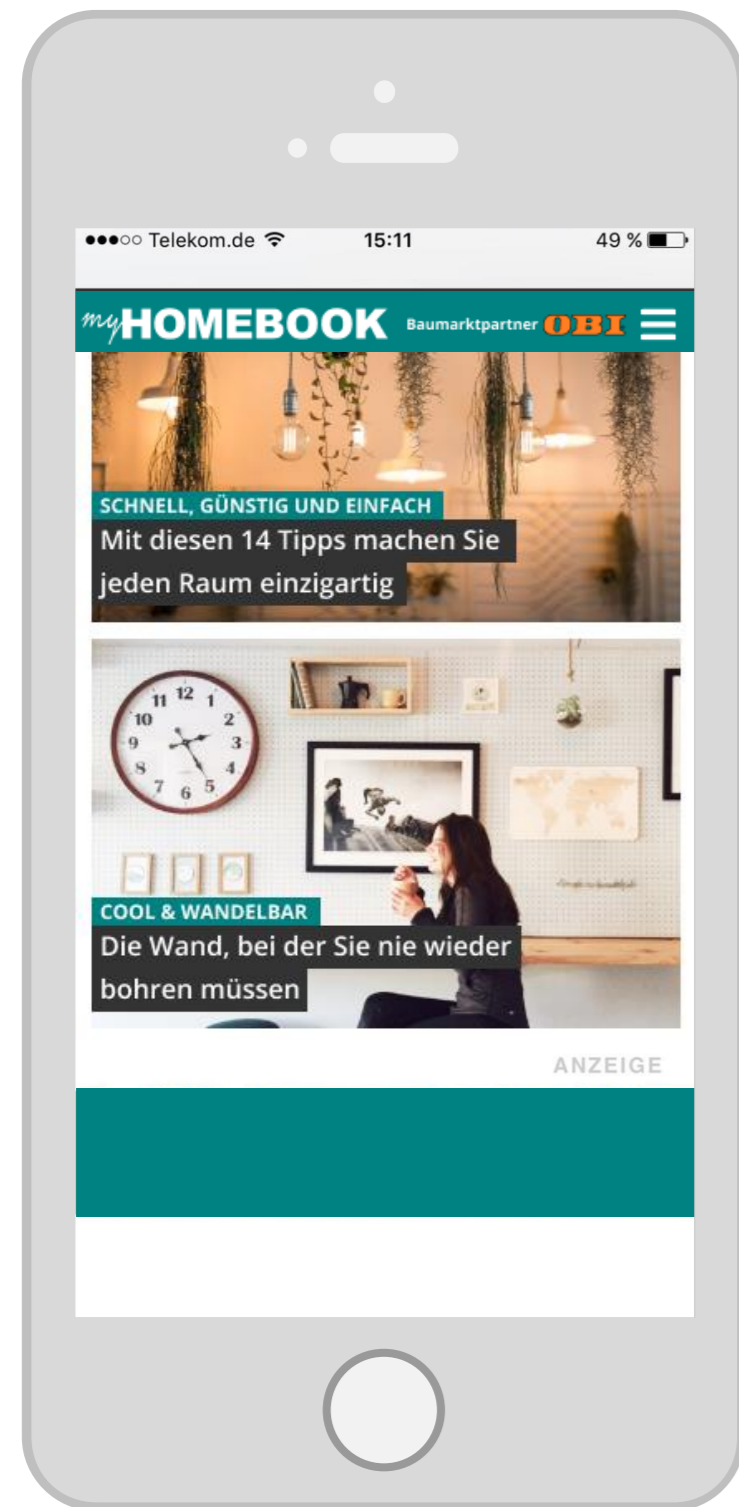 Telekom.de 15:11 49 %
myHOMEBOOK Baumarktpartner OBI
SCHNELL, GÜNSTIG UND EINFACH
Mit diesen 14 Tipps machen Sie
jeden Raum einzigartig
11 12 1
10 2
9 3
8 4
7 6 5
COOL & WANDELBAR
Die Wand, bei der Sie nie wieder
bohren müssen
ANZEIGE